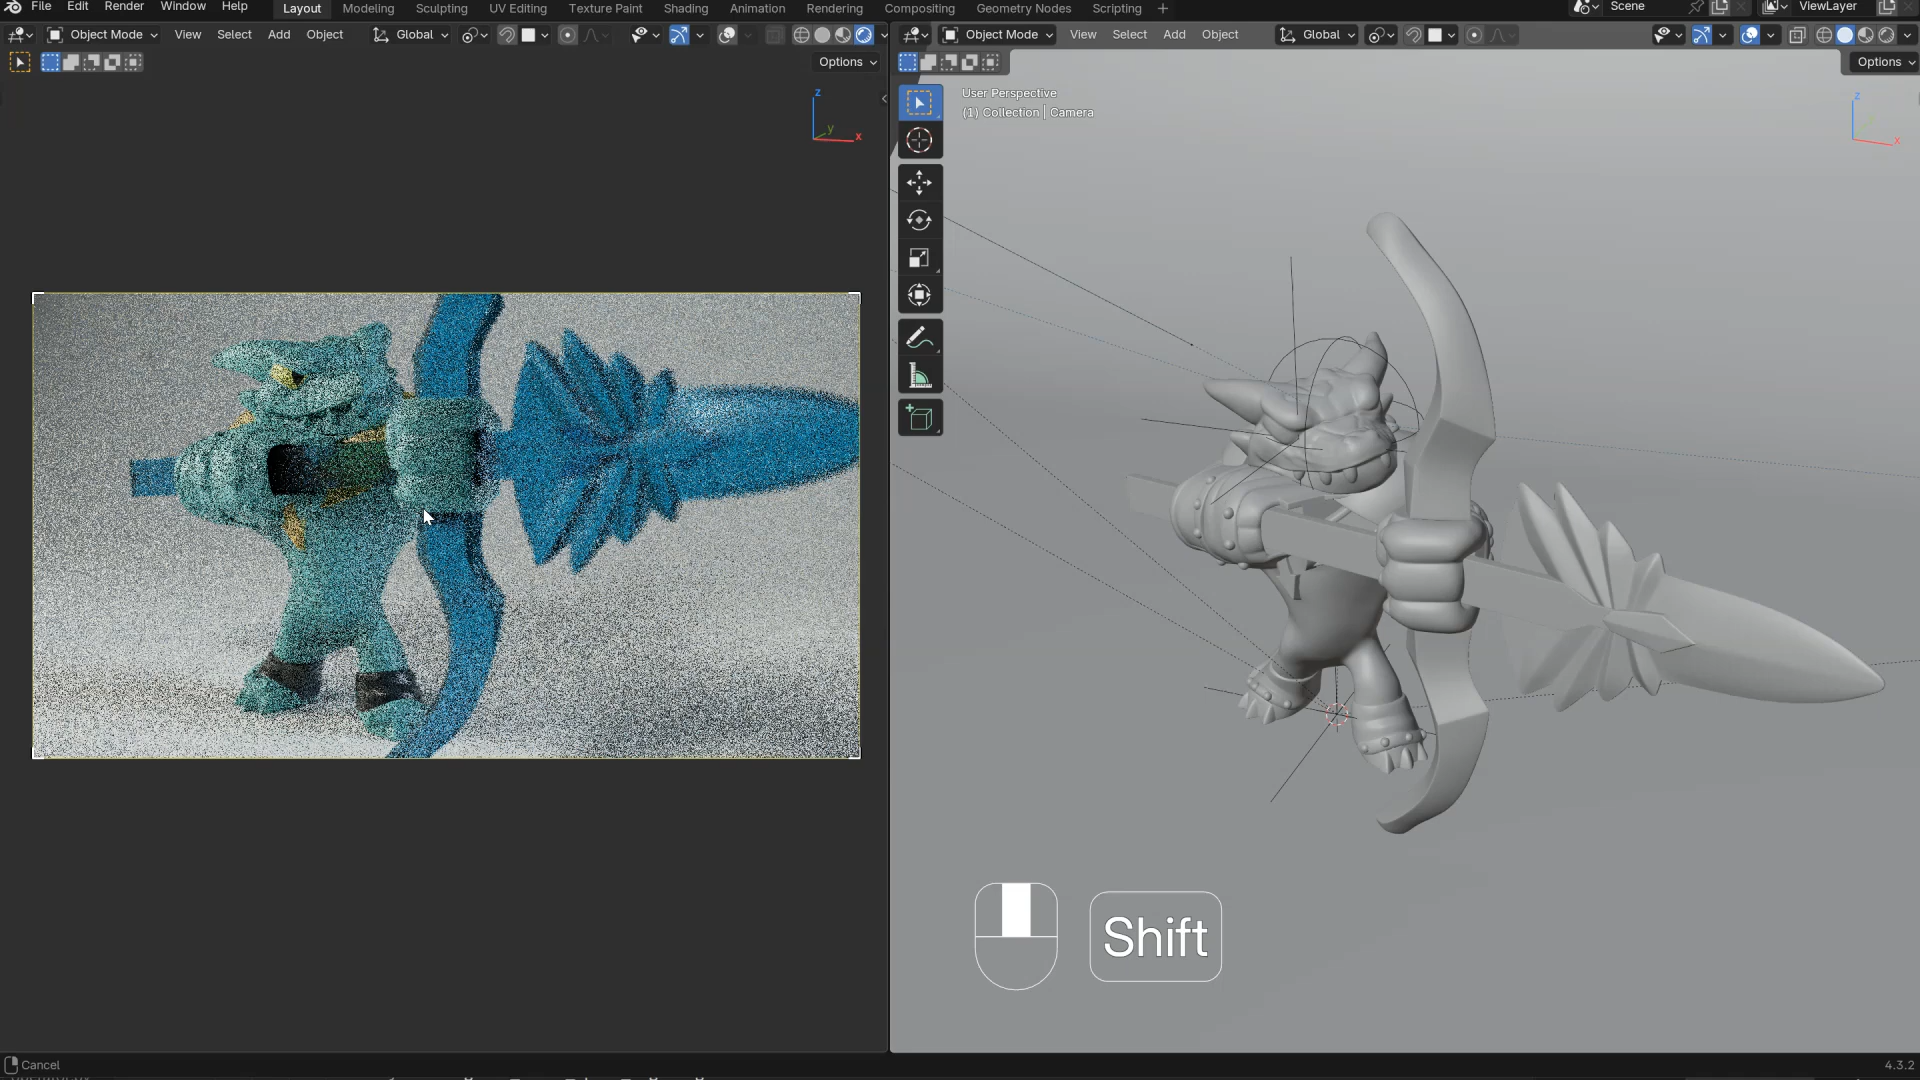 File Edit Render Window Help Layout Modeling Sculpting UV Editing Texture Paint Shading Animation Rendering Compositing Geometry Nodes Scripting Scene ViewLayer
Object Mode View Select Add Object Global
Options
z
y
x
Object Mode View Select Add Object Global
Options
User Perspective
(1) Collection | Camera
z
x
Shift
Cancel
4.3.2